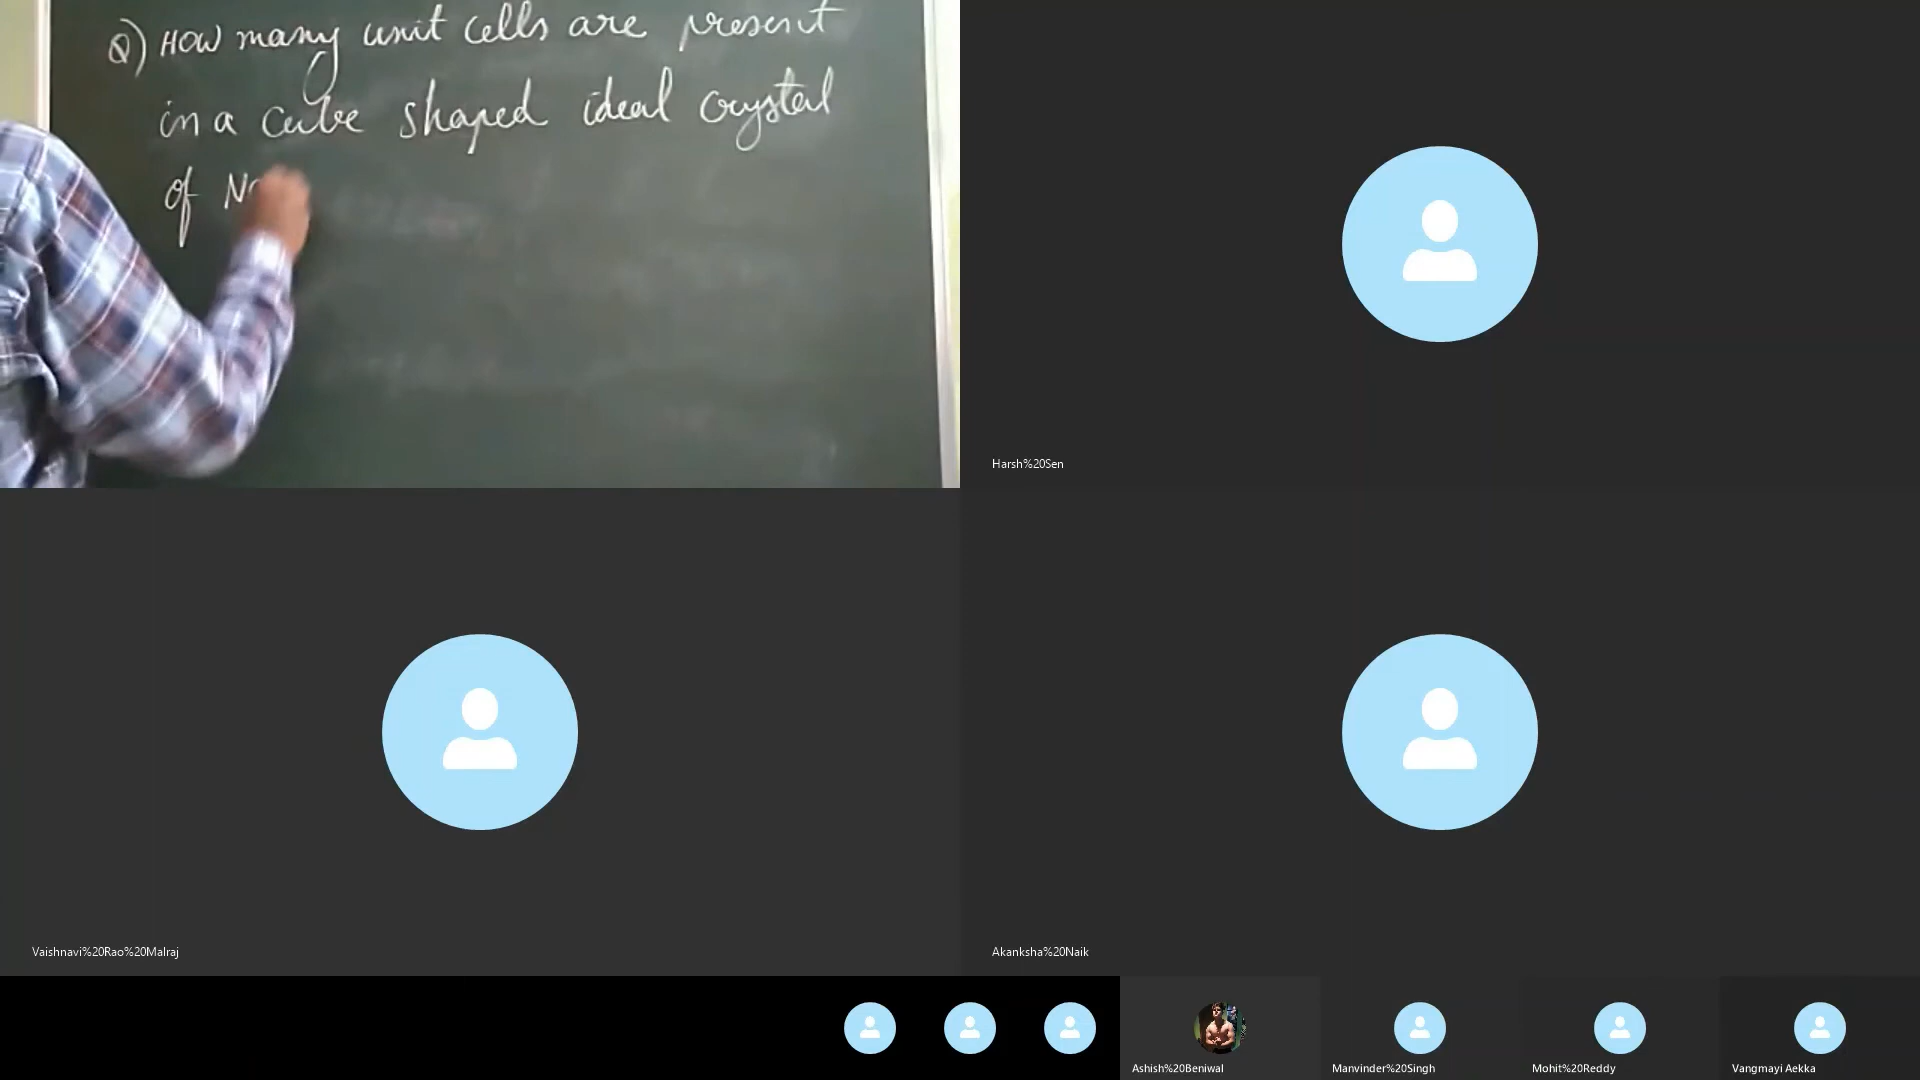 Q) How many unit cells are present
in a cube shaped ideal crystal
of
Harsh%20Sen
Vaishnavi%20Rao%20Malraj
Akanksha%20Naik
Ashish%20Beniwal
Manvinder%20Singh
Mohit%20Reddy
Vangmayi Aekka